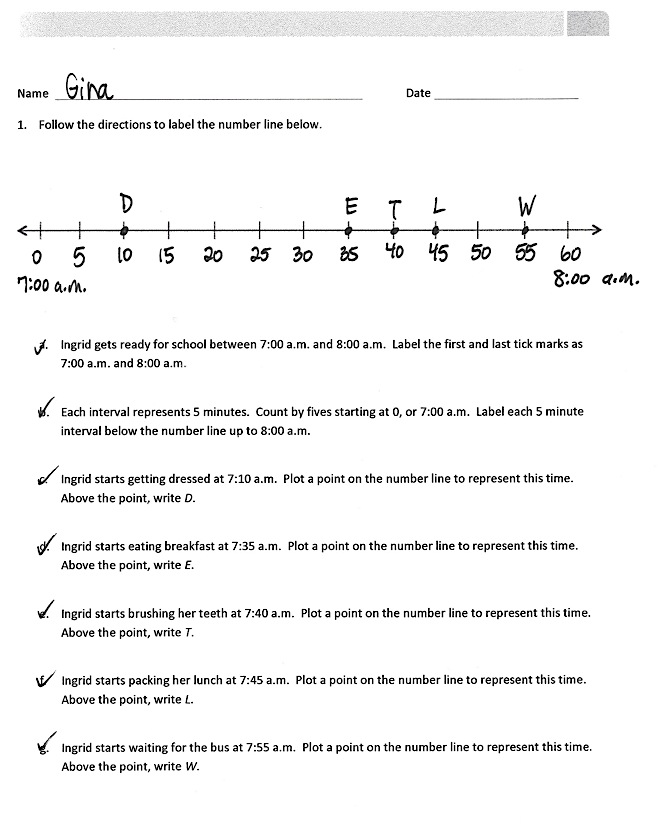 Name Gina Date
1. Follow the directions to label the number line below.
D E T L W
0 5 10 15 20 25 30 35 40 45 50 55 60
7:00 a.m. 8:00 a.m.
a. Ingrid gets ready for school between 7:00 a.m. and 8:00 a.m. Label the first and last tick marks as
7:00 a.m. and 8:00 a.m.
b. Each interval represents 5 minutes. Count by fives starting at 0, or 7:00 a.m. Label each 5 minute
interval below the number line up to 8:00 a.m.
c. Ingrid starts getting dressed at 7:10 a.m. Plot a point on the number line to represent this time.
Above the point, write D.
d. Ingrid starts eating breakfast at 7:35 a.m. Plot a point on the number line to represent this time.
Above the point, write E.
e. Ingrid starts brushing her teeth at 7:40 a.m. Plot a point on the number line to represent this time.
Above the point, write T.
f. Ingrid starts packing her lunch at 7:45 a.m. Plot a point on the number line to represent this time.
Above the point, write L.
g. Ingrid starts waiting for the bus at 7:55 a.m. Plot a point on the number line to represent this time.
Above the point, write W.